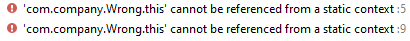 'com.company.Wrong.this' cannot be referenced from a static context :5
'com.company.Wrong.this' cannot be referenced from a static context :9